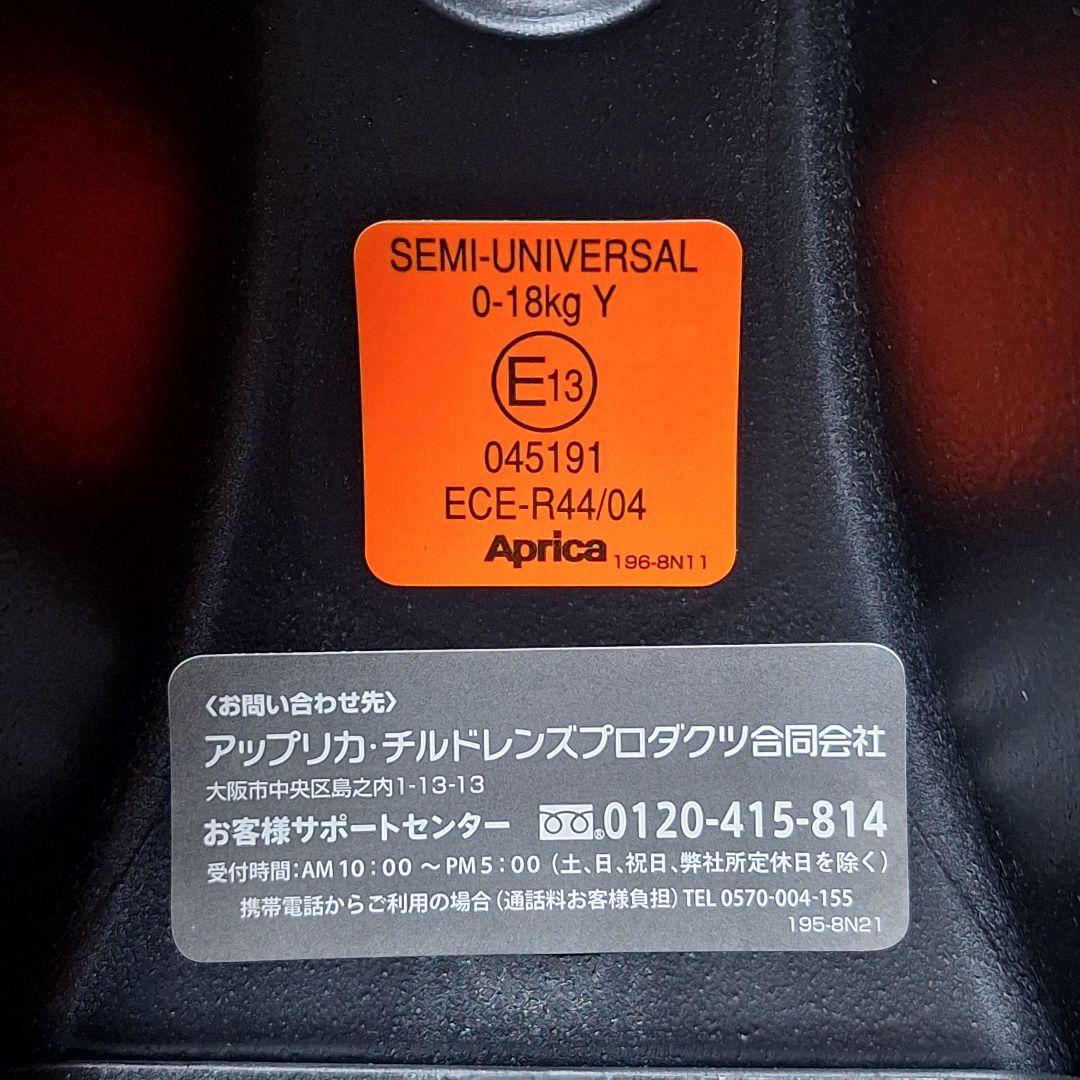 SEMI-UNIVERSAL
0-18kg Y
E13
045191
ECE-R44/04
Aprica 196-8N11
〈お問い合わせ先〉
アップリカ・チルドレンズプロダクツ合同会社
大阪市中央区島之内1-13-13
お客様サポートセンター ®0120-415-814
受付時間:AM 10:00 ～PM 5:00 (土、日、祝日、弊社所定休日を除く)
携帯電話からご利用の場合(通話料お客様負担) TEL 0570-004-155
195-8N21